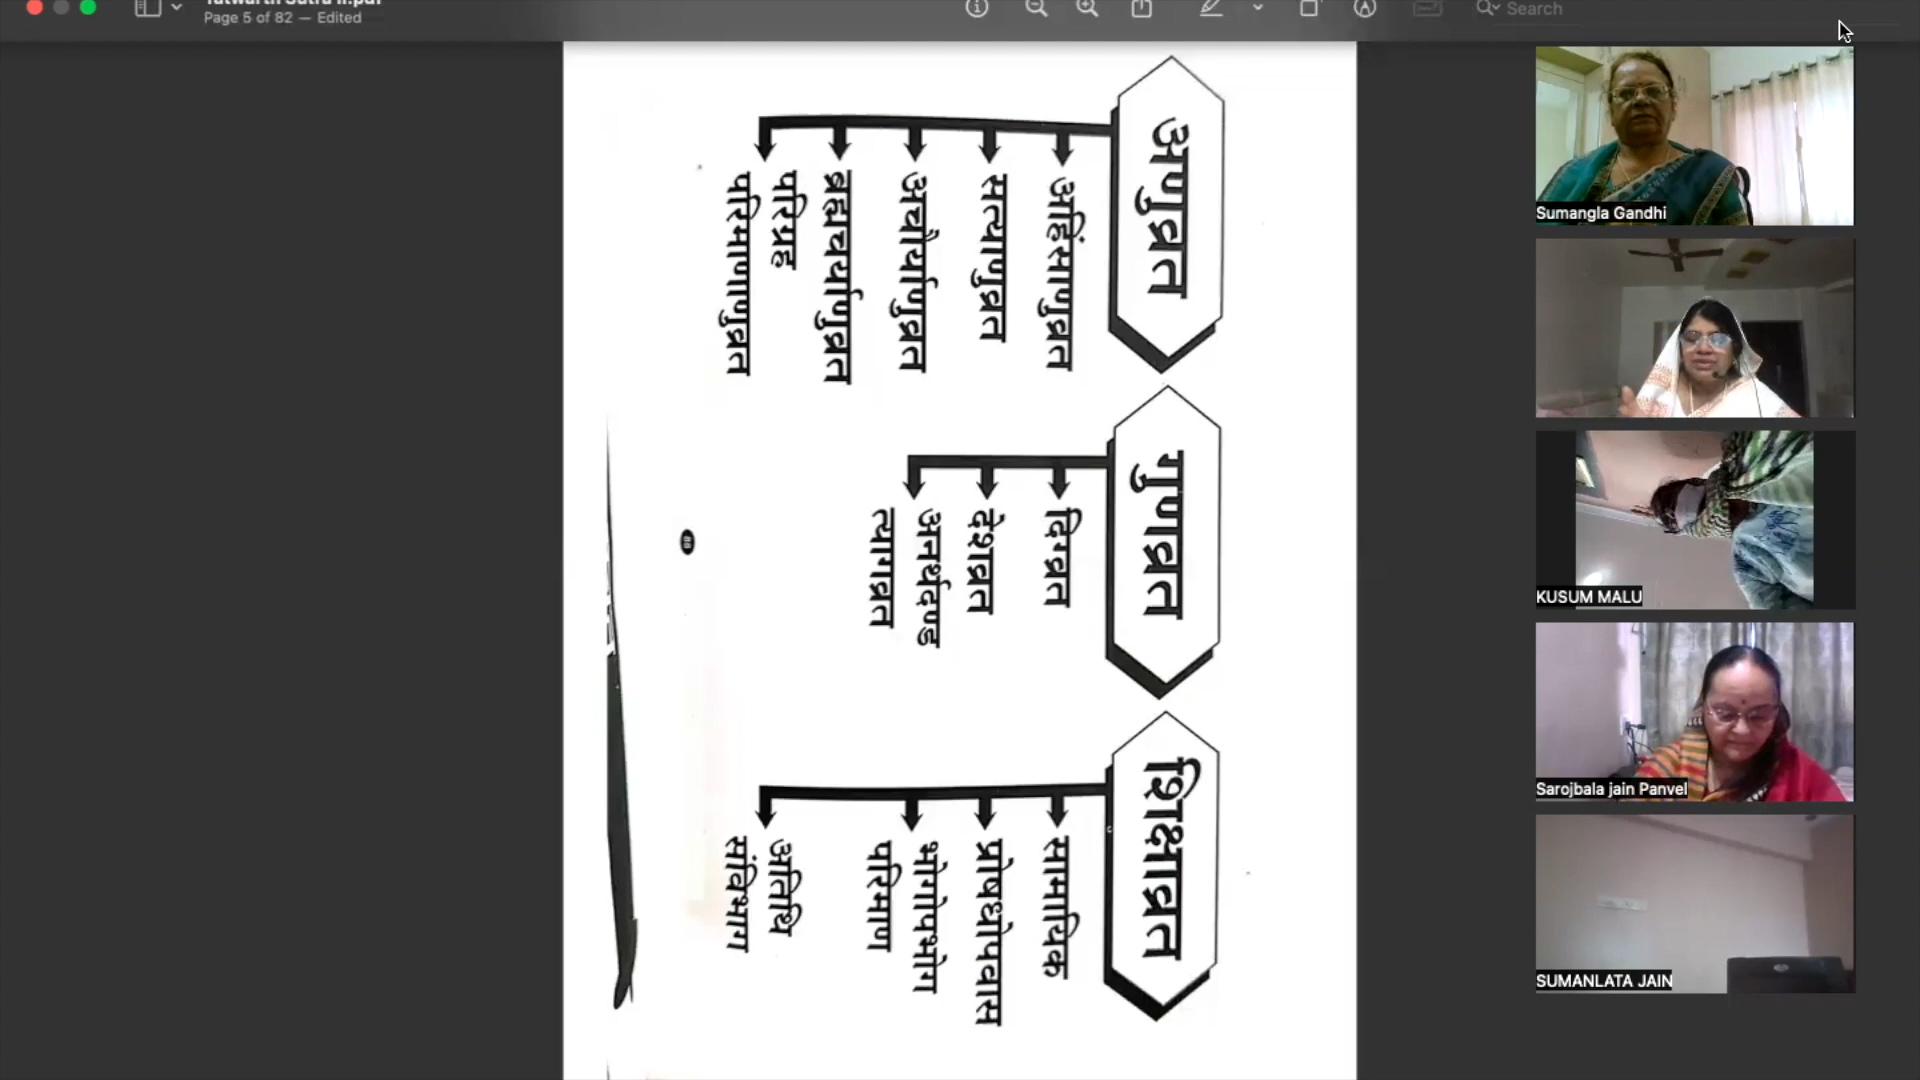 Page 5 of 82 — Edited
Search
अणुव्रत
अहिंसाणुव्रत
सत्याणुव्रत
अचौर्याणुव्रत
ब्रह्मचर्याणुव्रत
परिग्रह
परिमाणाणुव्रत
गुणव्रत
दिग्व्रत
देशव्रत
अनर्थदण्ड
त्यागव्रत
शिक्षाव्रत
सामायिक
प्रोषधोपवास
भोगोपभोग
परिमाण
अतिथि
संविभाग
Sumangla Gandhi
KUSUM MALU
Sarojbala jain Panvel
SUMANLATA JAIN